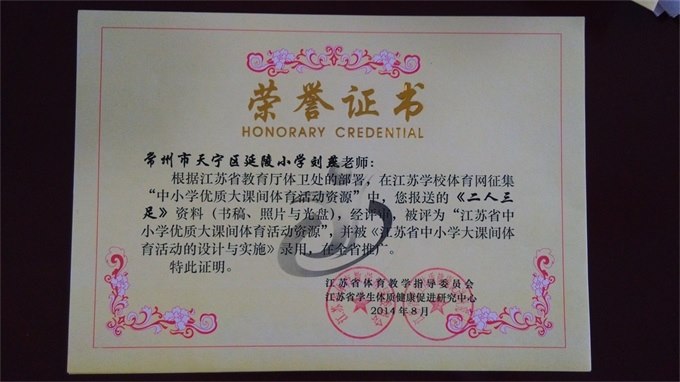 荣誉证书
HONORARY CREDENTIAL
常州市天宁区延陵小学刘燕老师：
根据江苏省教育厅体卫处的部署，在江苏学校体育网征集
“中小学优质大课间体育活动资源”中，您报送的《二人三
足》资料（书稿、照片与光盘），经评审，被评为“江苏省中
小学优质大课间体育活动资源”，并被《江苏省中小学大课间体
育活动的设计与实施》录用，在全省推广。
特此证明。
江苏省体育教学指导委员会
江苏省学生体质健康促进研究中心
2014年8月